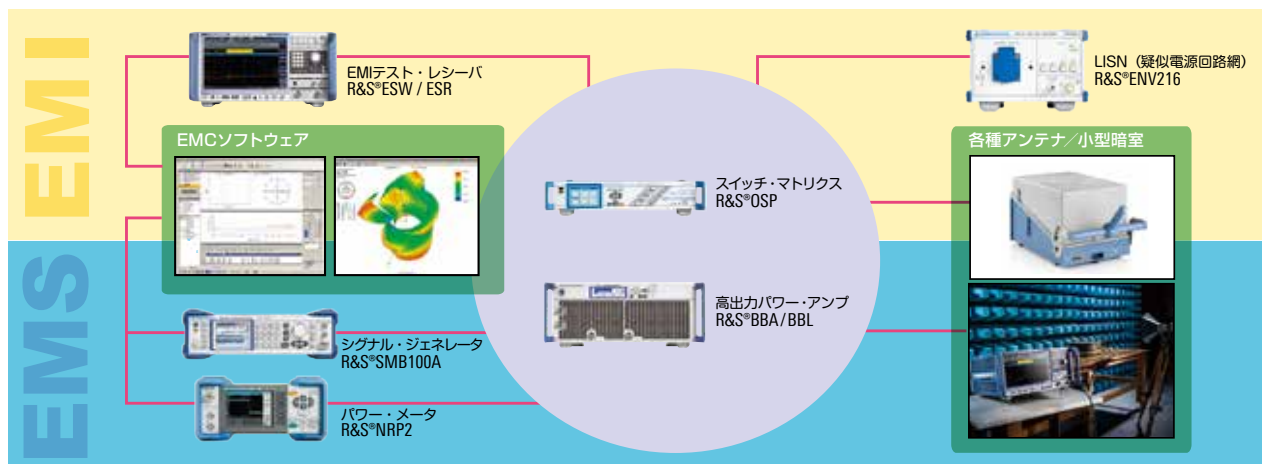 EMI
EMS
EMIテスト・レシーバ
R&S®ESW / ESR
EMCソフトウェア
シグナル・ジェネレータ
R&S®SMB100A
パワー・メータ
R&S®NRP2
スイッチ・マトリクス
R&S®OSP
高出力パワー・アンプ
R&S®BBA/BBL
LISN（疑似電源回路網）
R&S®ENV216
各種アンテナ／小型暗室